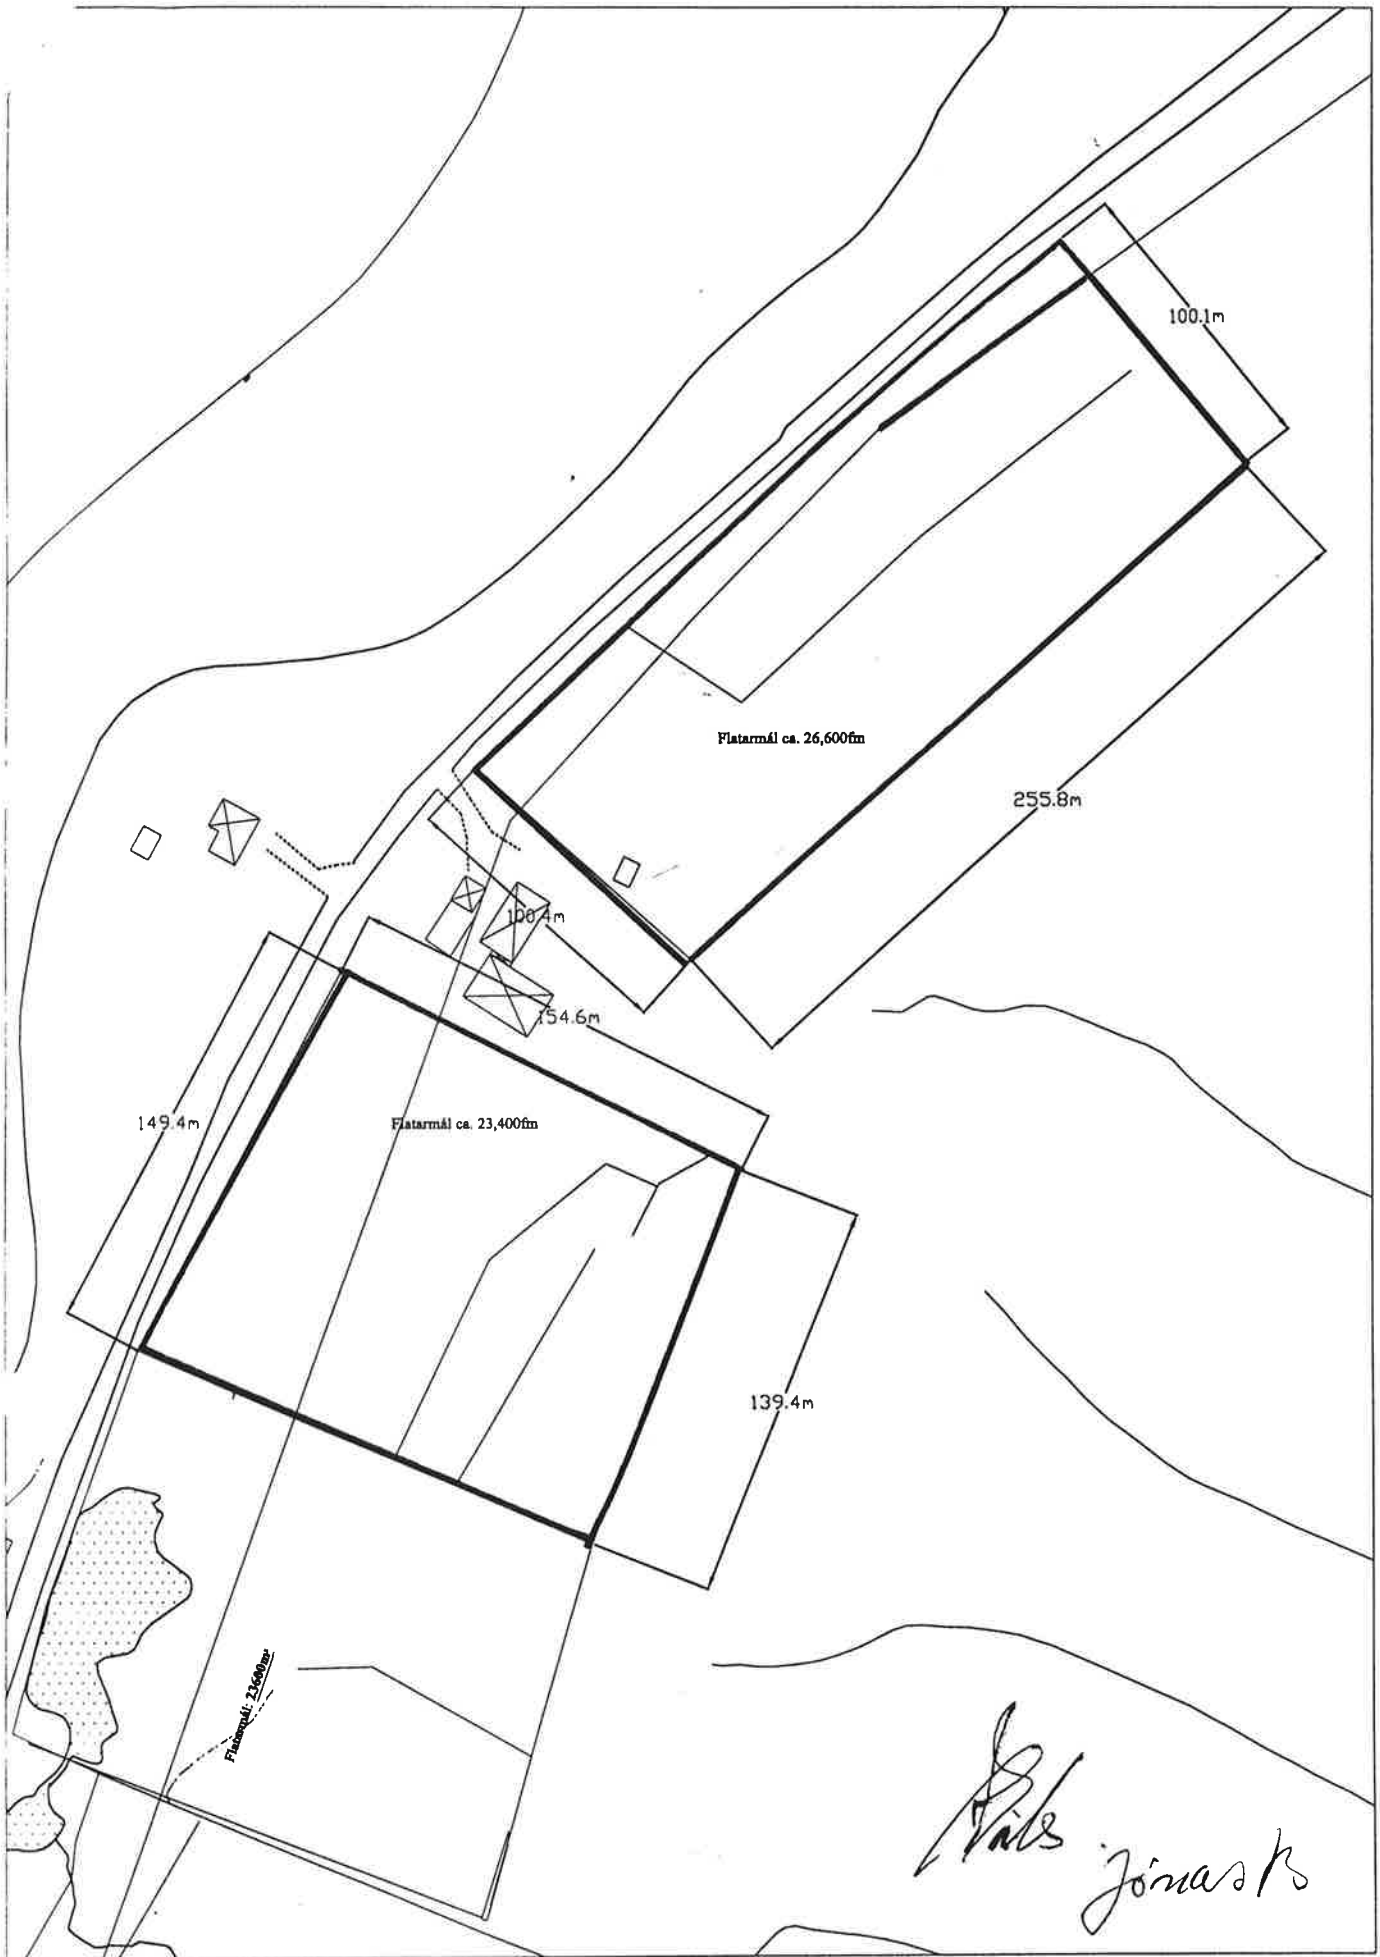 100.1m
Flatarmál ca. 26,600fm
255.8m
100.4m
154.6m
149.4m
Flatarmál ca. 23,400fm
139.4m
Flatarmál: 23600m²
Jónas B